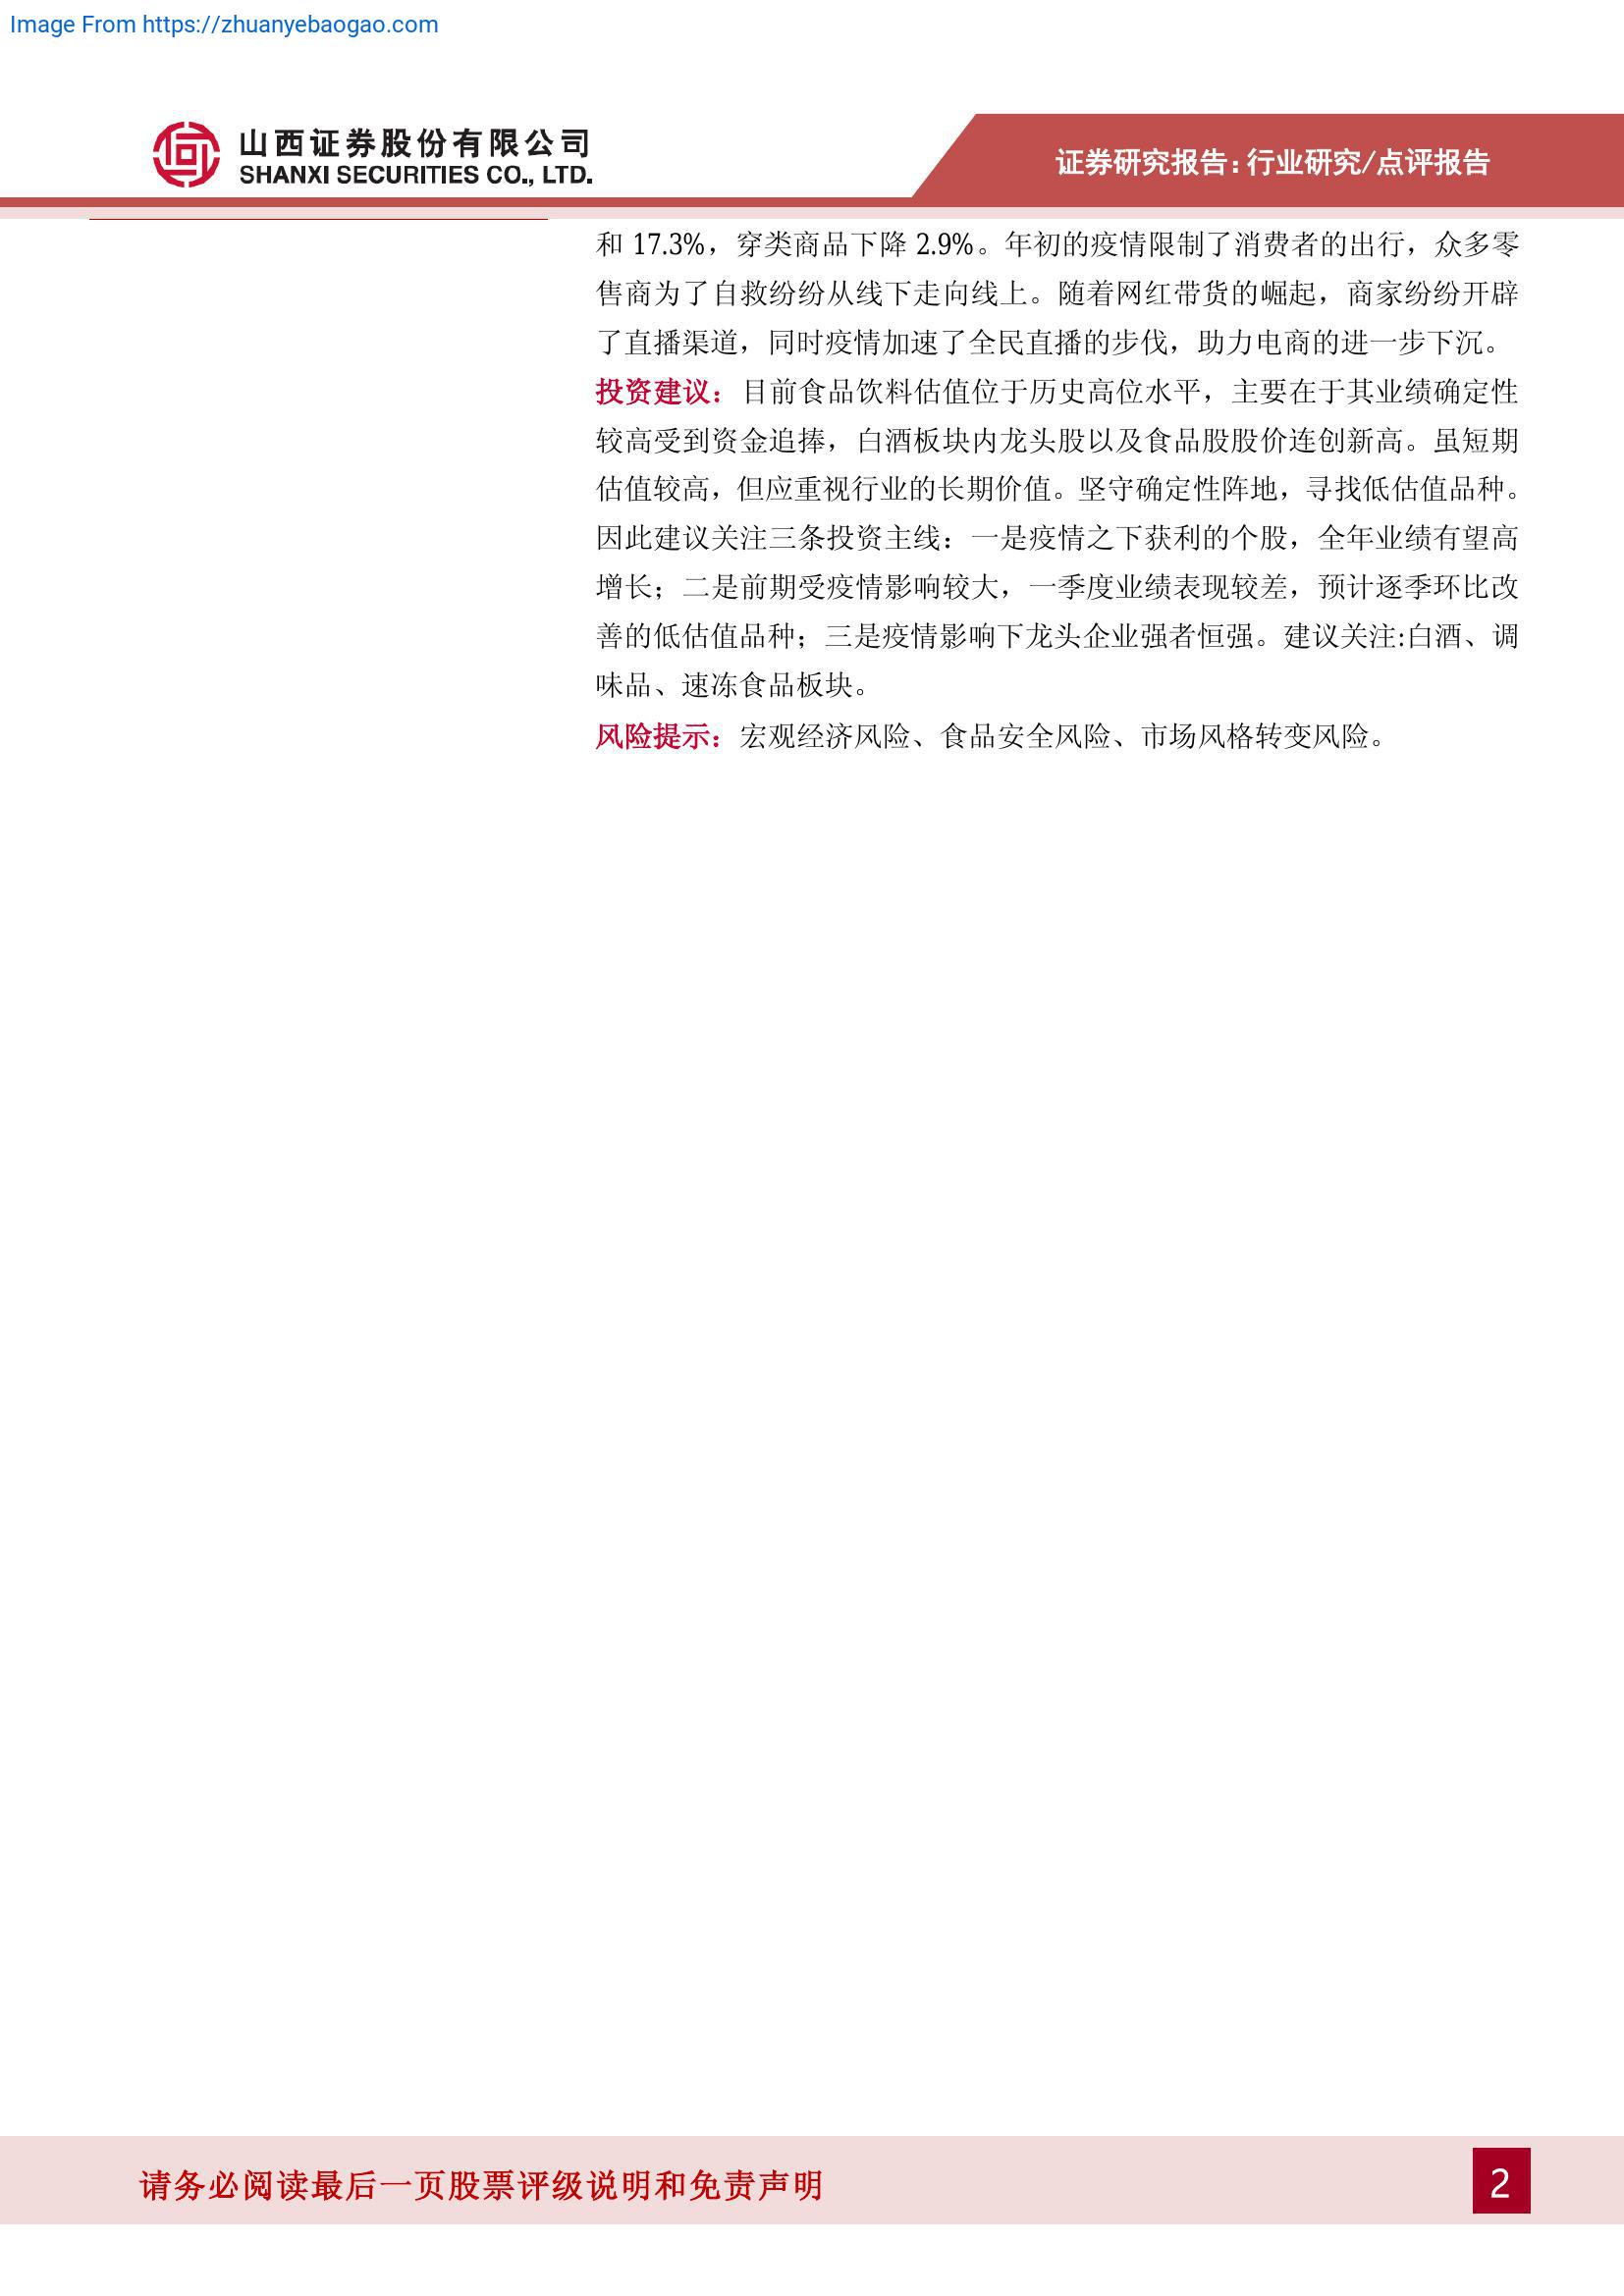 Image From https://zhuanyebaogao.com
山西证券股份有限公司
SHANXI SECURITIES CO., LTD.
证券研究报告：行业研究/点评报告
和 17.3%，穿类商品下降 2.9%。年初的疫情限制了消费者的出行，众多零
售商为了自救纷纷从线下走向线上。随着网红带货的崛起，商家纷纷开辟
了直播渠道，同时疫情加速了全民直播的步伐，助力电商的进一步下沉。
投资建议：目前食品饮料估值位于历史高位水平，主要在于其业绩确定性
较高受到资金追捧，白酒板块内龙头股以及食品股股价连创新高。虽短期
估值较高，但应重视行业的长期价值。坚守确定性阵地，寻找低估值品种。
因此建议关注三条投资主线：一是疫情之下获利的个股，全年业绩有望高
增长；二是前期受疫情影响较大，一季度业绩表现较差，预计逐季环比改
善的低估值品种；三是疫情影响下龙头企业强者恒强。建议关注:白酒、调
味品、速冻食品板块。
风险提示：宏观经济风险、食品安全风险、市场风格转变风险。
请务必阅读最后一页股票评级说明和免责声明
2